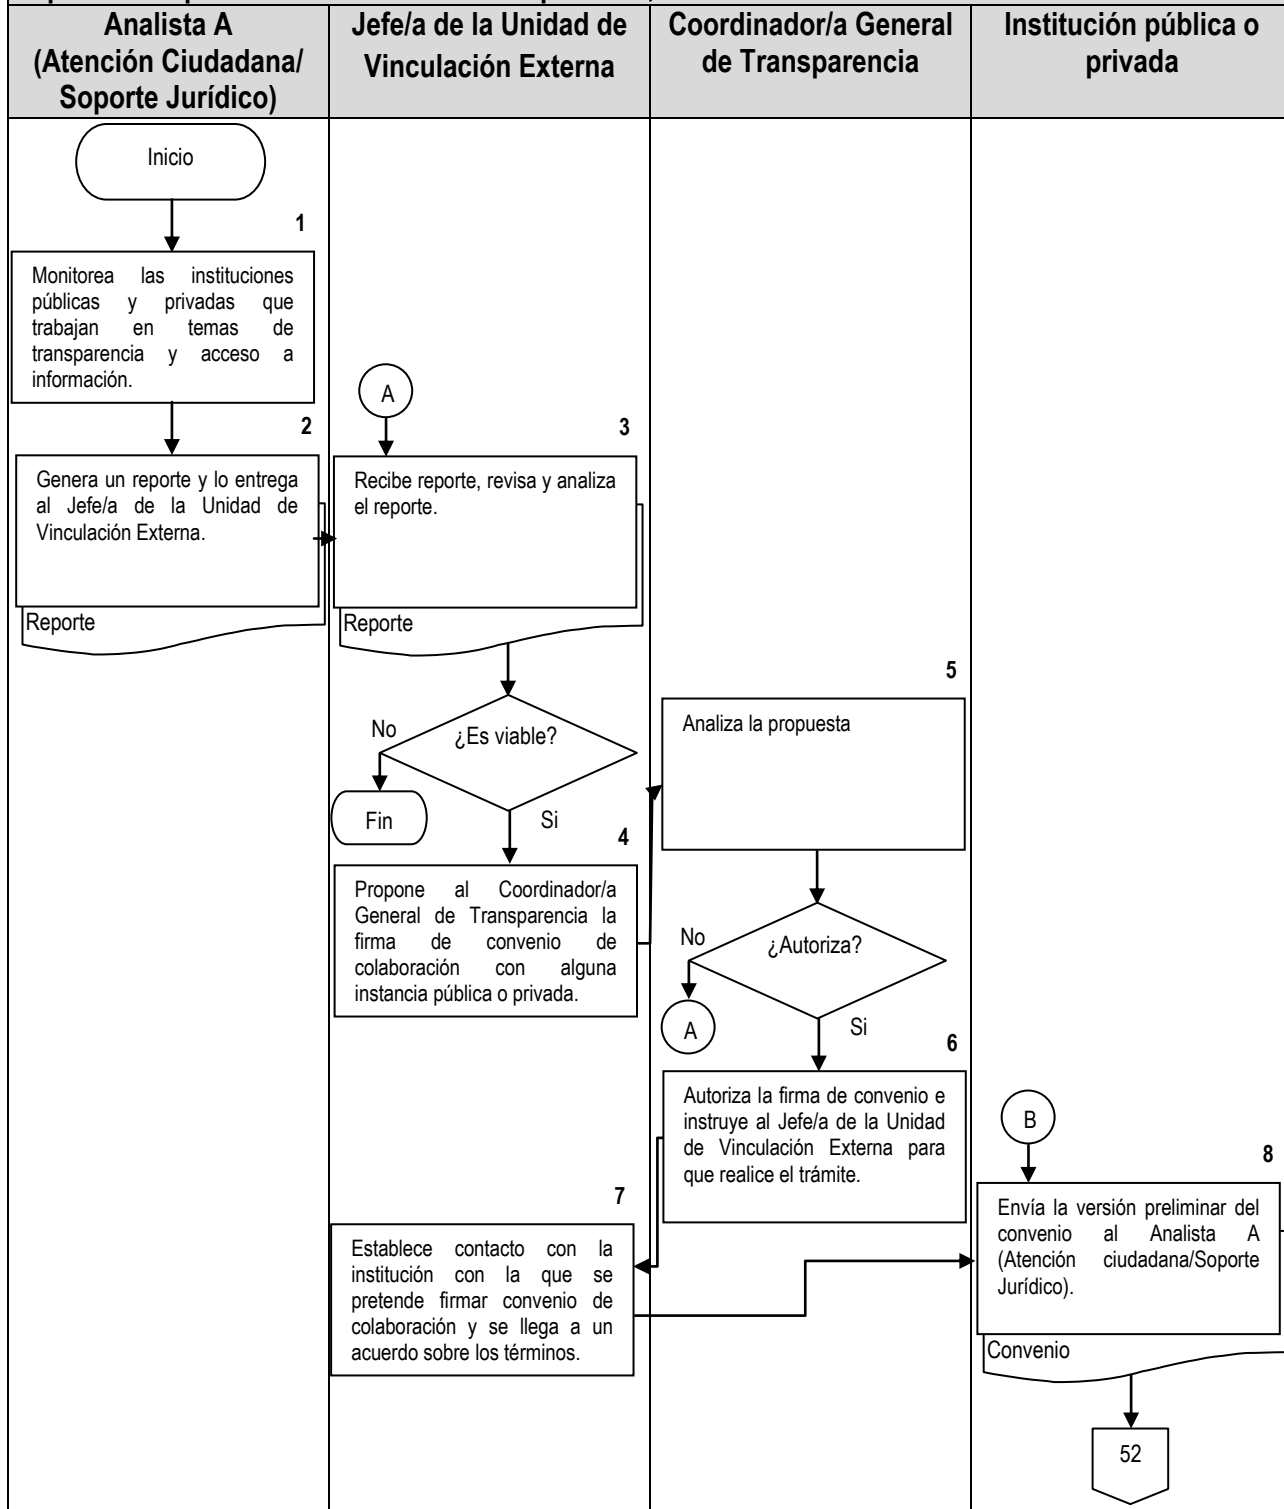 Analista A
(Atención Ciudadana/
Soporte Jurídico)
Jefe/a de la Unidad de
Vinculación Externa
Coordinador/a General
de Transparencia
Institución pública o
privada
Inicio
1
Monitorea las instituciones
públicas y privadas que
trabajan en temas de
transparencia y acceso a
información.
2
Genera un reporte y lo entrega
al Jefe/a de la Unidad de
Vinculación Externa.
Reporte
A
3
Recibe reporte, revisa y analiza
el reporte.
Reporte
¿Es viable?
No
Fin
Si
4
Propone al Coordinador/a
General de Transparencia la
firma de convenio de
colaboración con alguna
instancia pública o privada.
5
Analiza la propuesta
¿Autoriza?
No
A
Si
6
Autoriza la firma de convenio e
instruye al Jefe/a de la Unidad
de Vinculación Externa para
que realice el trámite.
7
Establece contacto con la
institución con la que se
pretende firmar convenio de
colaboración y se llega a un
acuerdo sobre los términos.
B
8
Envía la versión preliminar del
convenio al Analista A
(Atención ciudadana/Soporte
Jurídico).
Convenio
52